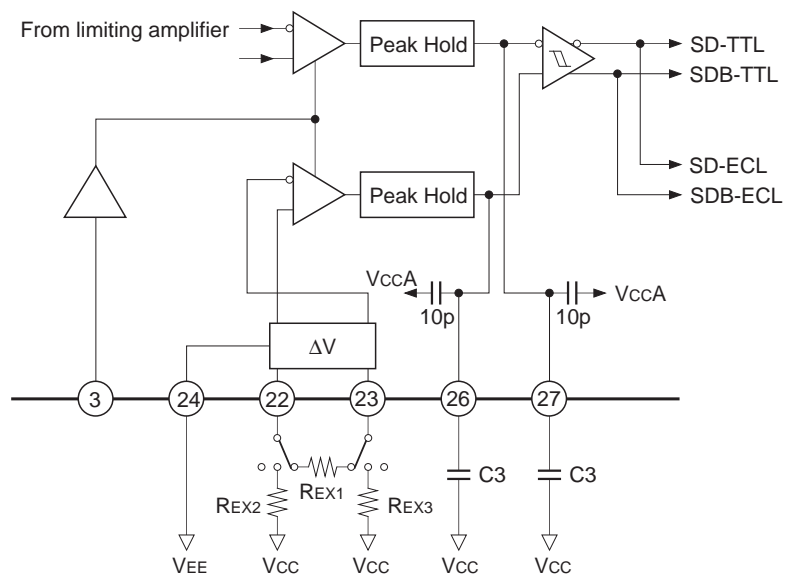 From limiting amplifier
Peak Hold
SD-TTL
SDB-TTL
SD-ECL
Peak Hold
SDB-ECL
VCCA
10p
10p
VCCA
ΔV
3
24
22
23
26
27
REX1
C3
C3
REX2
REX3
VEE
VCC
VCC
VCC
VCC